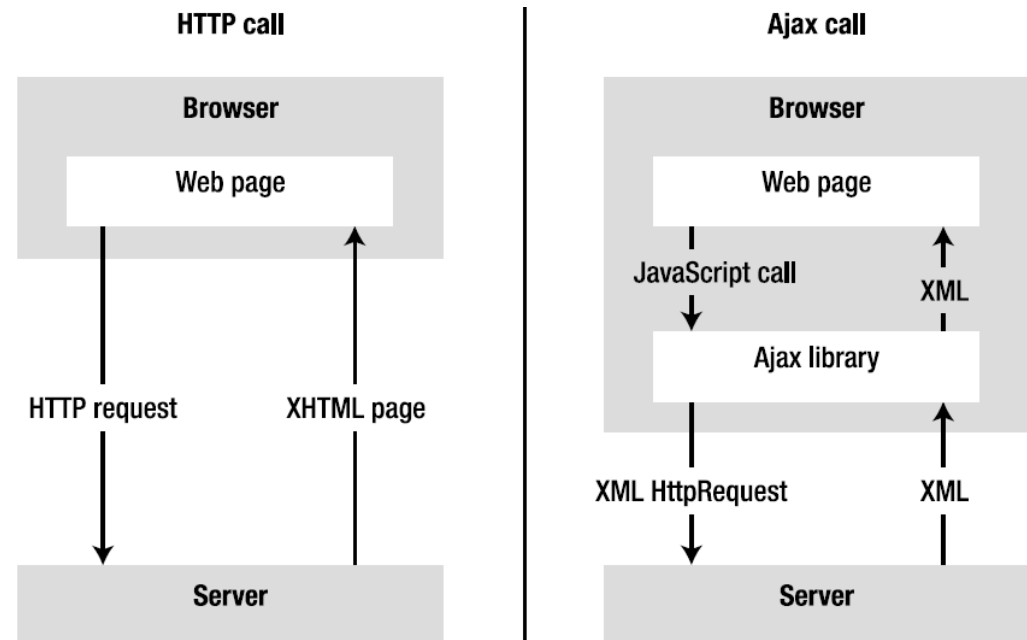 HTTP call
Browser
Web page
HTTP request
XHTML page
Server
Ajax call
Browser
Web page
JavaScript call
XML
Ajax library
XML HttpRequest
XML
Server